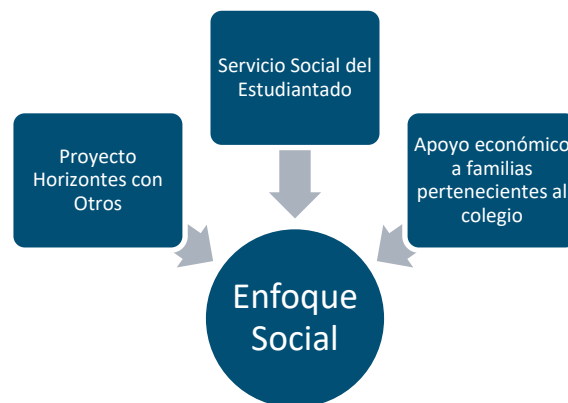 Servicio Social del
Estudiantado
Proyecto
Horizontes con
Otros
Apoyo económico
a familias
pertenecientes al
colegio
Enfoque
Social